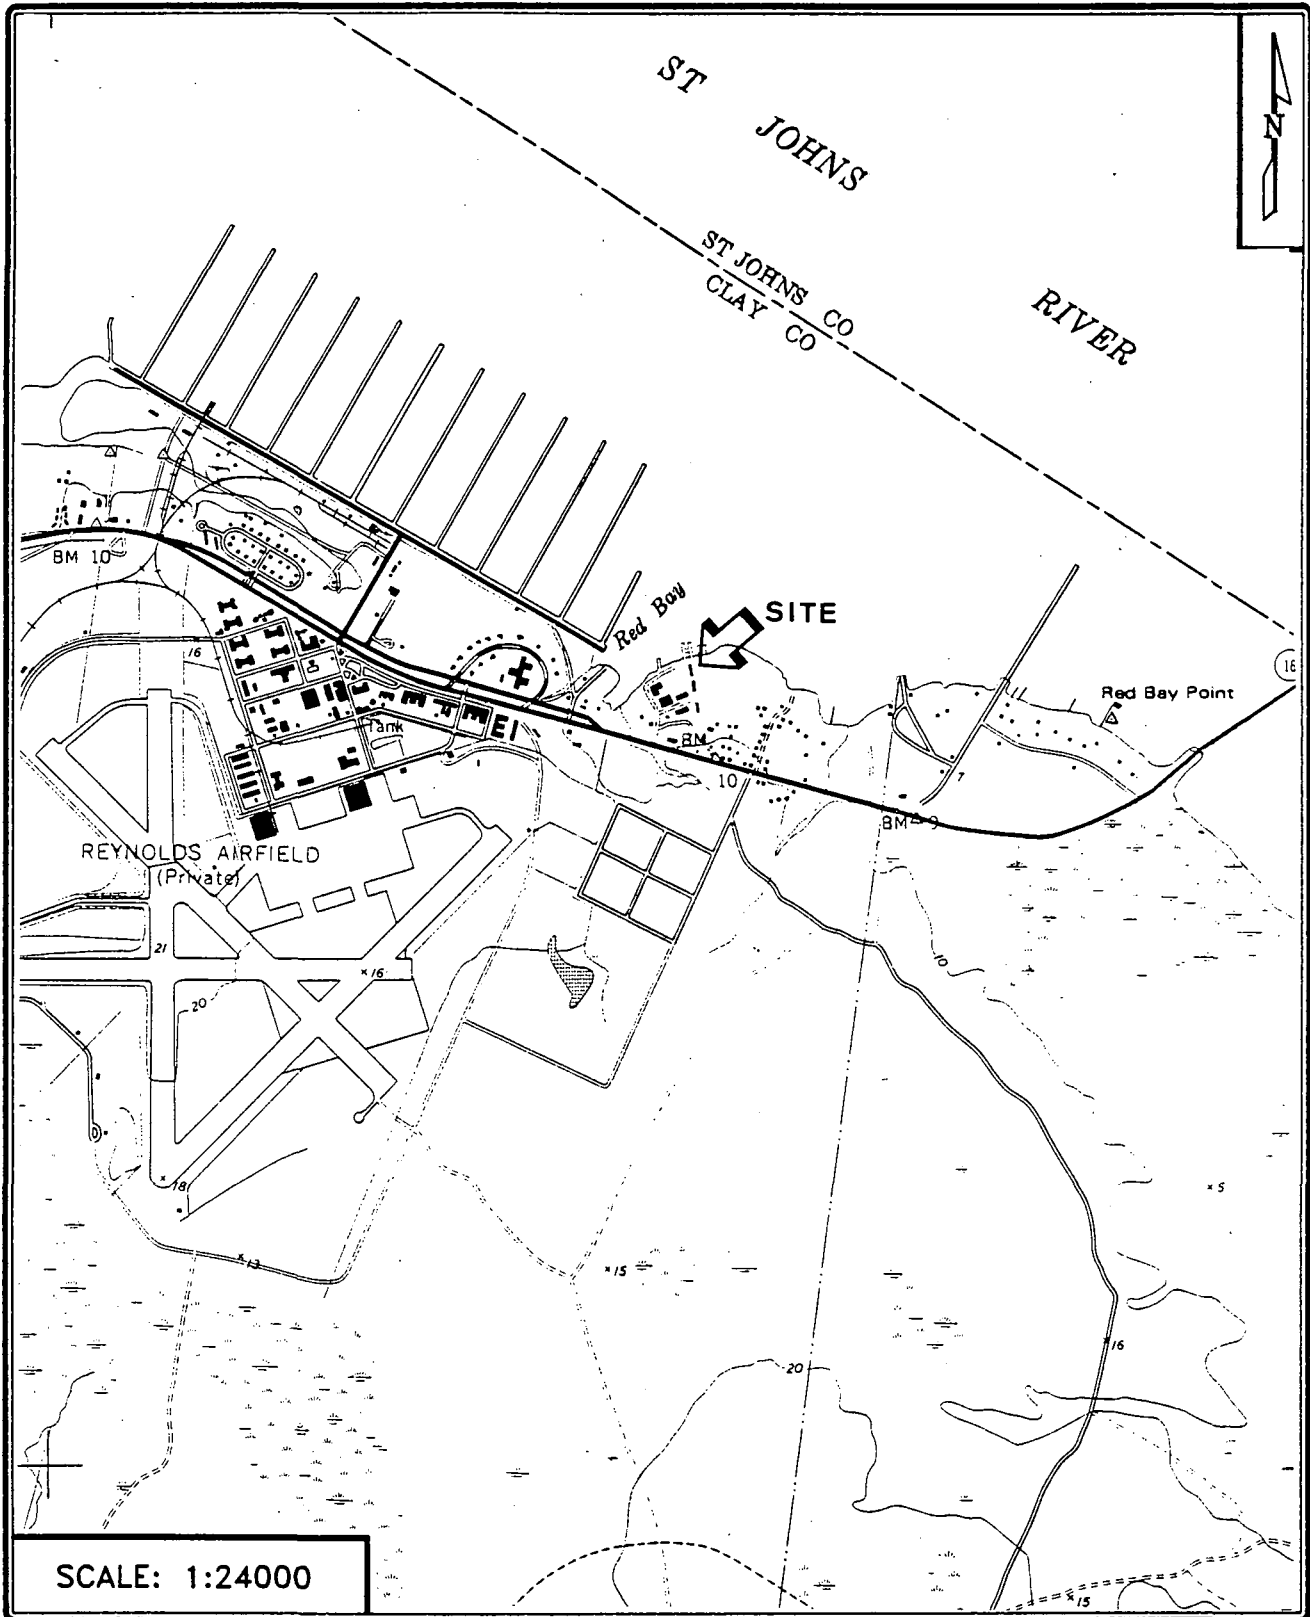 ST
JOHNS
RIVER
N
ST JOHNS CO
CLAY CO
BM 10
Red Bay
SITE
16
Red Bay Point
16
Tank
BM
10
7
BM 9
REYNOLDS AIRFIELD
(Private)
21
16
20
10
18
5
13
15
16
20
SCALE: 1:24000
15